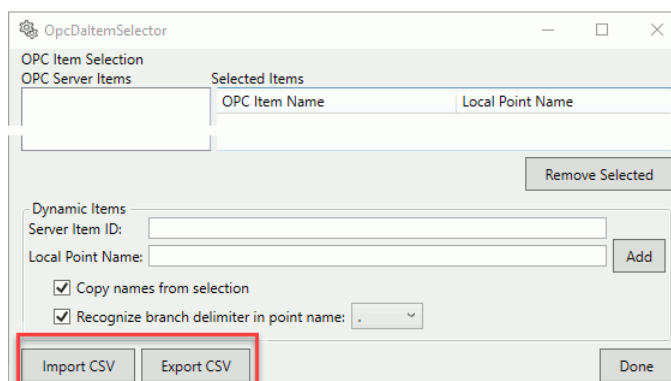 OpcDaItemSelector
OPC Item Selection
OPC Server Items Selected Items
OPC Item Name Local Point Name
Remove Selected
Dynamic Items
Server Item ID:
Local Point Name: Add
Copy names from selection
Recognize branch delimiter in point name: .
Import CSV Export CSV Done